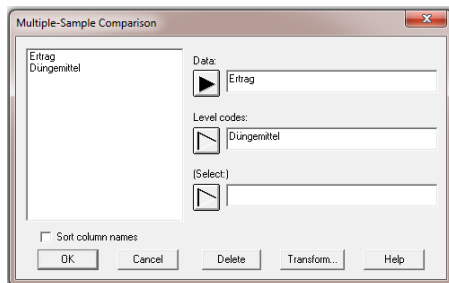 Multiple-Sample Comparison
Ertrag
Düngemittel
Data:
Ertrag
Level codes:
Düngemittel
(Select:)
Sort column names
OK
Cancel
Delete
Transform...
Help